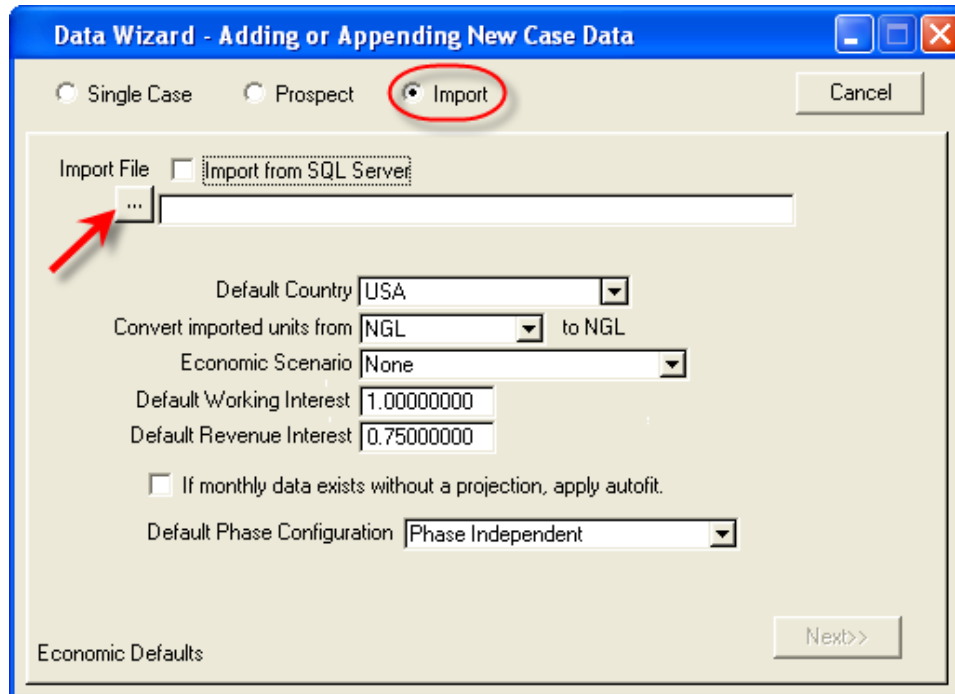 Data Wizard - Adding or Appending New Case Data
Single Case Prospect Import Cancel
Import File Import from SQL Server
...
Default Country USA
Convert imported units from NGL to NGL
Economic Scenario None
Default Working Interest 1.00000000
Default Revenue Interest 0.75000000
If monthly data exists without a projection, apply autofit.
Default Phase Configuration Phase Independent
Next>>
Economic Defaults